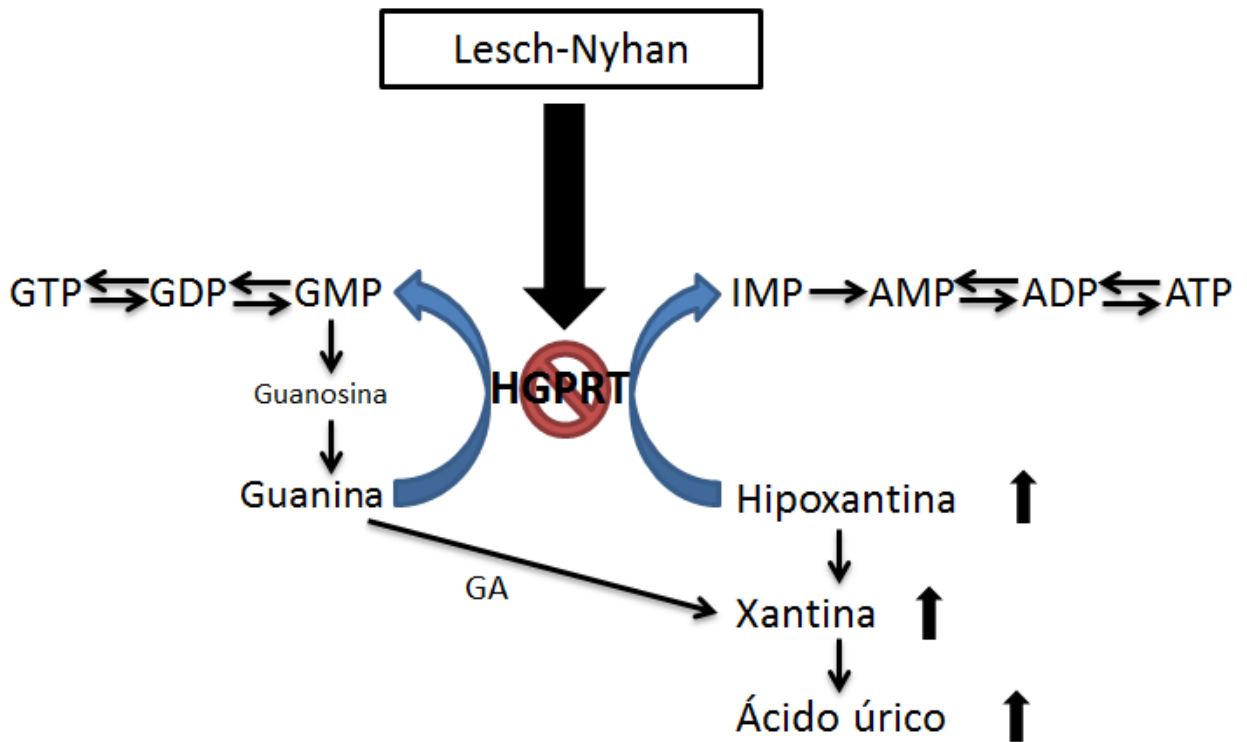 Lesch-Nyhan
GTP GDP GMP IMP AMP ADP ATP
HGPRT
Guanosina
Guanina Hipoxantina
GA
Xantina
Ácido úrico